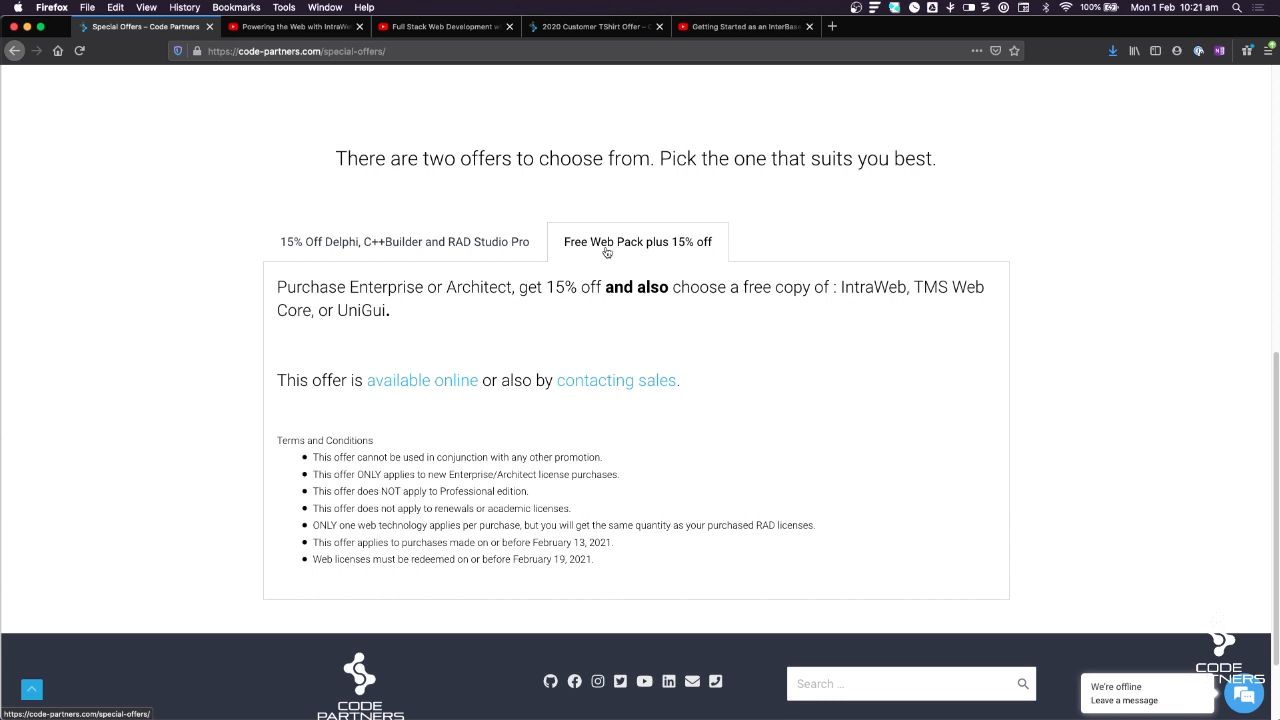 Firefox File Edit View History Bookmarks Tools Window Help
100% Mon 1 Feb 10:21 am
Special Offers – Code Partners
Powering the Web with IntraWe
Full Stack Web Development w
2020 Customer TShirt Offer – C
Getting Started as an InterBase
https://code-partners.com/special-offers/
There are two offers to choose from. Pick the one that suits you best.
15% Off Delphi, C++Builder and RAD Studio Pro
Free Web Pack plus 15% off
Purchase Enterprise or Architect, get 15% off and also choose a free copy of : IntraWeb, TMS Web
Core, or UniGui.
This offer is available online or also by contacting sales.
Terms and Conditions
This offer cannot be used in conjunction with any other promotion.
This offer ONLY applies to new Enterprise/Architect license purchases.
This offer does NOT apply to Professional edition.
This offer does not apply to renewals or academic licenses.
ONLY one web technology applies per purchase, but you will get the same quantity as your purchased RAD licenses.
This offer applies to purchases made on or before February 13, 2021.
Web licenses must be redeemed on or before February 19, 2021.
CODE
PARTNERS
Search ...
We're offline
Leave a message
CODE
PARTNERS
https://code-partners.com/special-offers/